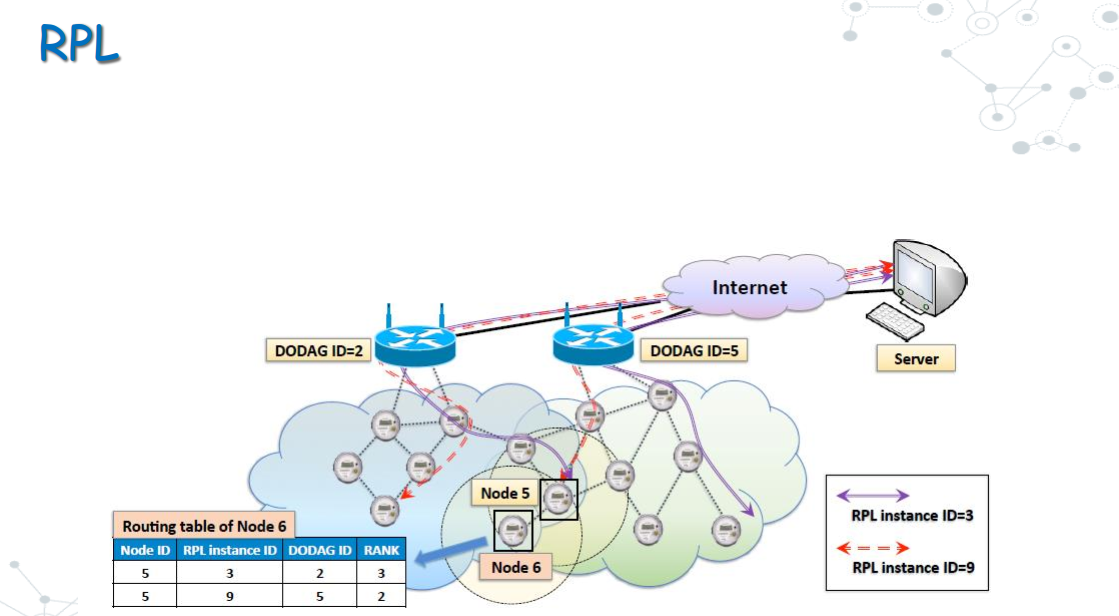 RPL
Internet
DODAG ID=2
DODAG ID=5
Server
Node 5
Node 6
Routing table of Node 6
Node ID RPL instance ID DODAG ID RANK
5 3 2 3
5 9 5 2
RPL instance ID=3
RPL instance ID=9